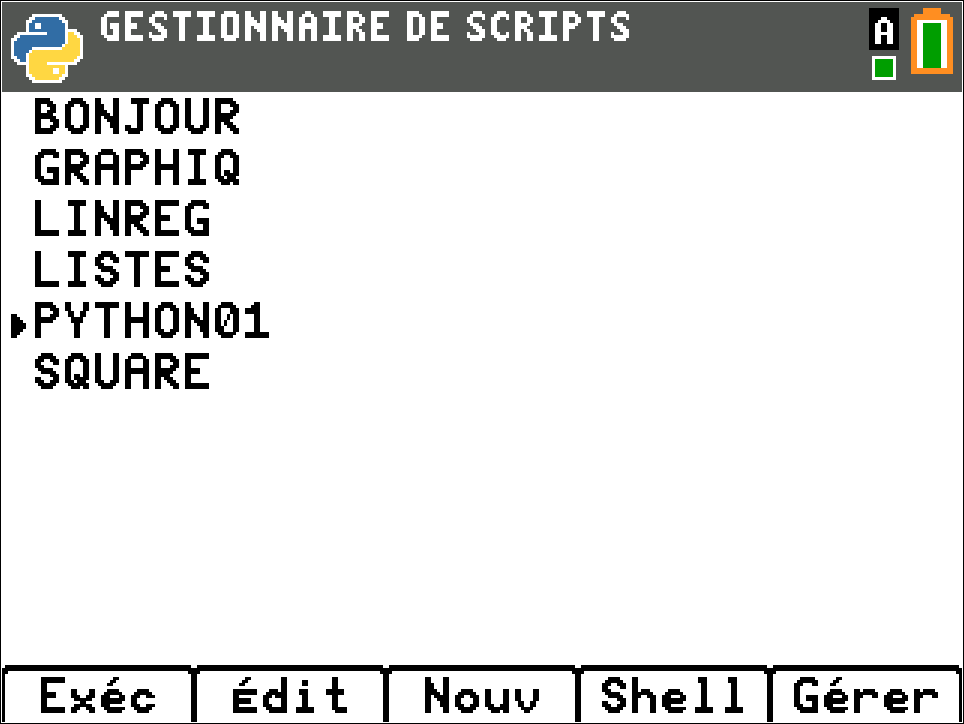 GESTIONNAIRE DE SCRIPTS A
BONJOUR
GRAPHIQ
LINREG
LISTES
PYTHON01
SQUARE
Exéc édit Nouv Shell Gérer